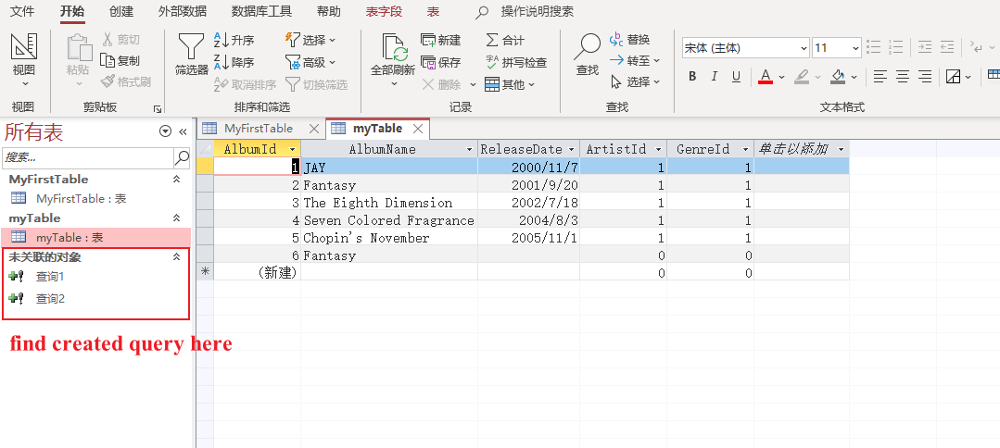 文件 开始 创建 外部数据 数据库工具 帮助 表字段 表 操作说明搜索
视图 粘贴 剪切 复制 格式刷 筛选器 升序 降序 取消排序 选择 高级 切换筛选 全部刷新 新建 保存 删除 合计 拼写检查 其他 查找 替换 转至 选择 宋体 (主体) 11 B I U A
视图 剪贴板 排序和筛选 记录 查找 文本格式
所有表
搜索...
MyFirstTable
MyFirstTable : 表
myTable
myTable : 表
未关联的对象
查询1
查询2
find created query here
MyFirstTable myTable
AlbumId AlbumName ReleaseDate ArtistId GenreId 单击以添加
1 JAY 2000/11/7 1 1
2 Fantasy 2001/9/20 1 1
3 The Eighth Dimension 2002/7/18 1 1
4 Seven Colored Fragrance 2004/8/3 1 1
5 Chopin's November 2005/11/1 1 1
6 Fantasy 0 0
* (新建) 0 0